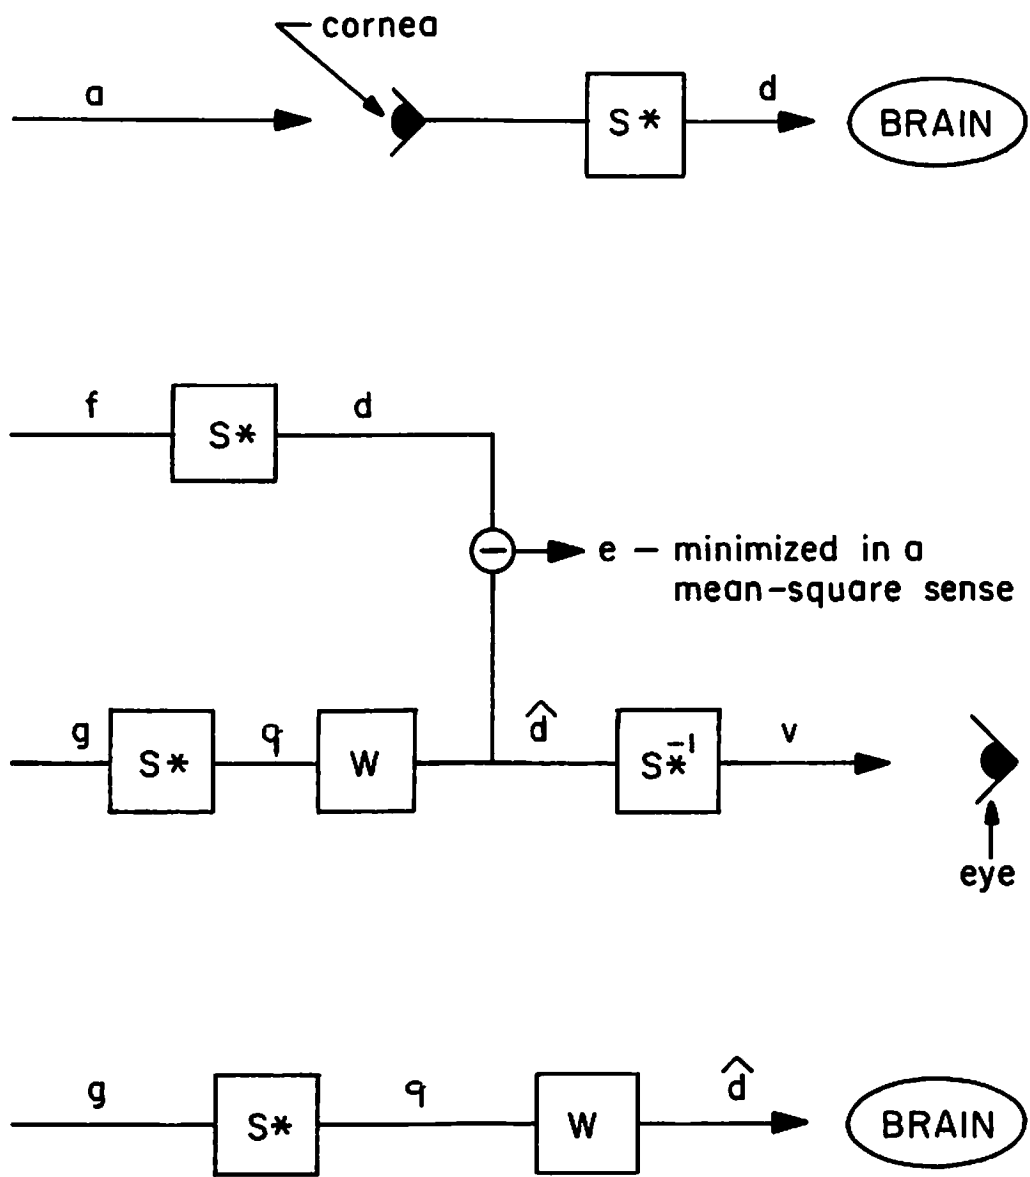 cornea
a
S*
d
BRAIN
f
S*
d
−
e − minimized in a
mean-square sense
g
S*
q
W
d̂
S*⁻¹
v
eye
g
S*
q
W
d̂
BRAIN